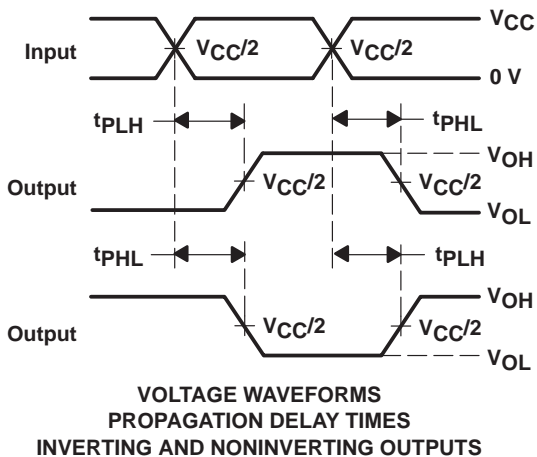 VCC
Input
VCC/2
VCC/2
0 V
tPLH
tPHL
VOH
Output
VCC/2
VCC/2
VOL
tPHL
tPLH
VOH
Output
VCC/2
VCC/2
VOL
VOLTAGE WAVEFORMS
PROPAGATION DELAY TIMES
INVERTING AND NONINVERTING OUTPUTS